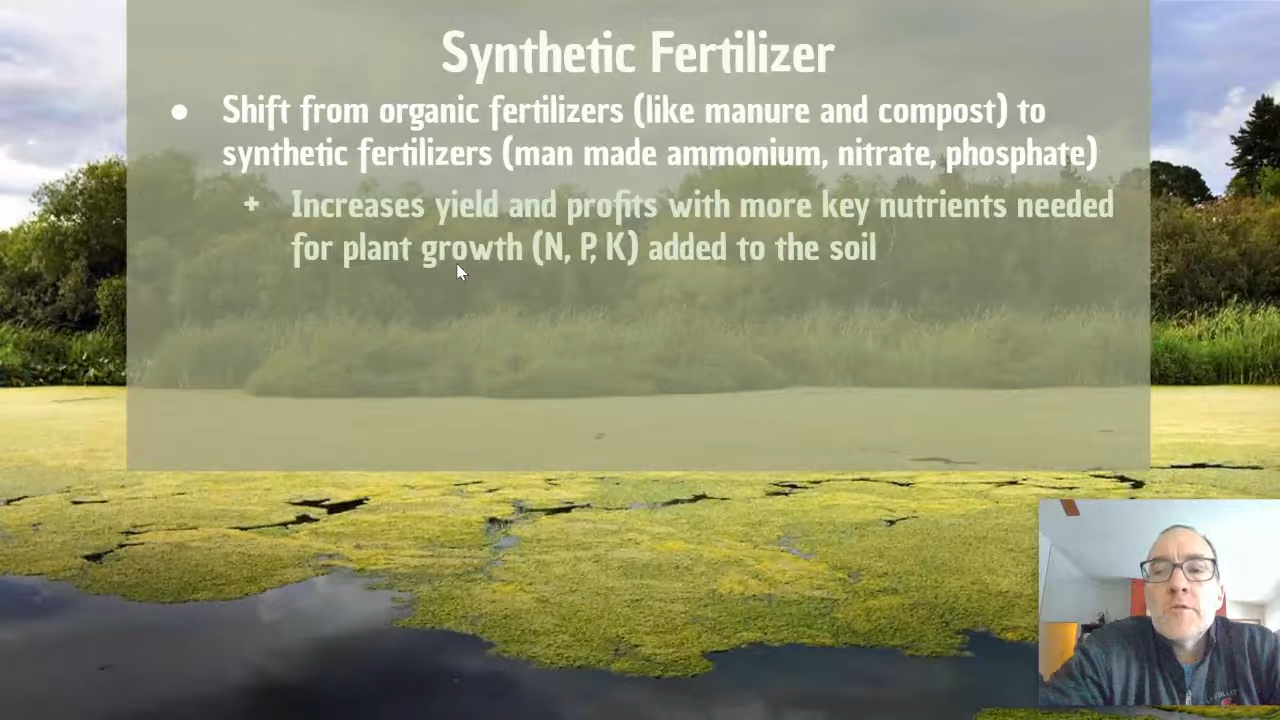 Synthetic Fertilizer
● Shift from organic fertilizers (like manure and compost) to
synthetic fertilizers (man made ammonium, nitrate, phosphate)
+ Increases yield and profits with more key nutrients needed
for plant growth (N, P, K) added to the soil